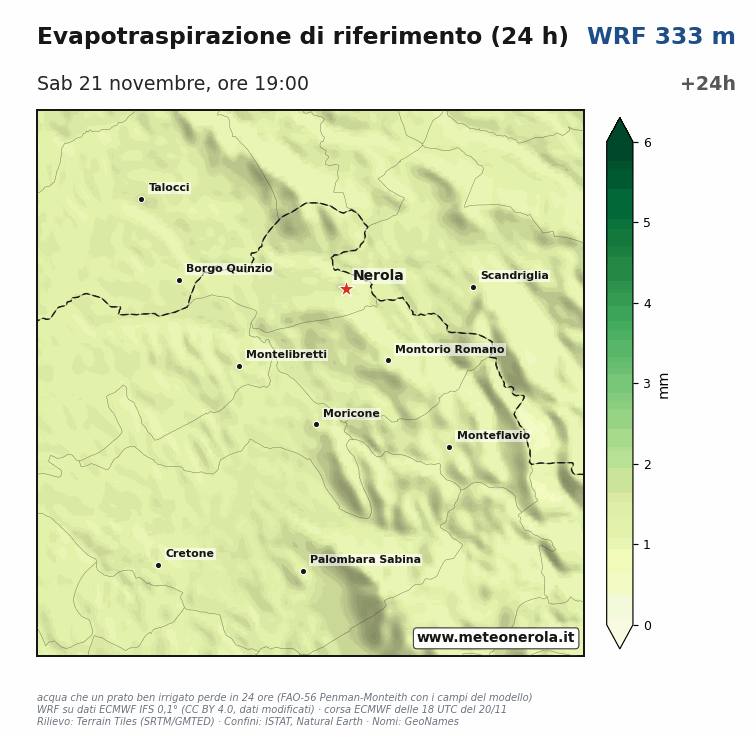 Evapotraspirazione di riferimento (24 h) WRF 333 m
Sab 21 novembre, ore 19:00 +24h
Talocci
Borgo Quinzio
Nerola
Scandriglia
Montelibretti
Montorio Romano
Moricone
Monteflavio
Cretone
Palombara Sabina
www.meteonerola.it
6
5
4
3
2
1
0
mm
acqua che un prato ben irrigato perde in 24 ore (FAO-56 Penman-Monteith con i campi del modello)
WRF su dati ECMWF IFS 0,1° (CC BY 4.0, dati modificati) · corsa ECMWF delle 18 UTC del 20/11
Rilievo: Terrain Tiles (SRTM/GMTED) · Confini: ISTAT, Natural Earth · Nomi: GeoNames